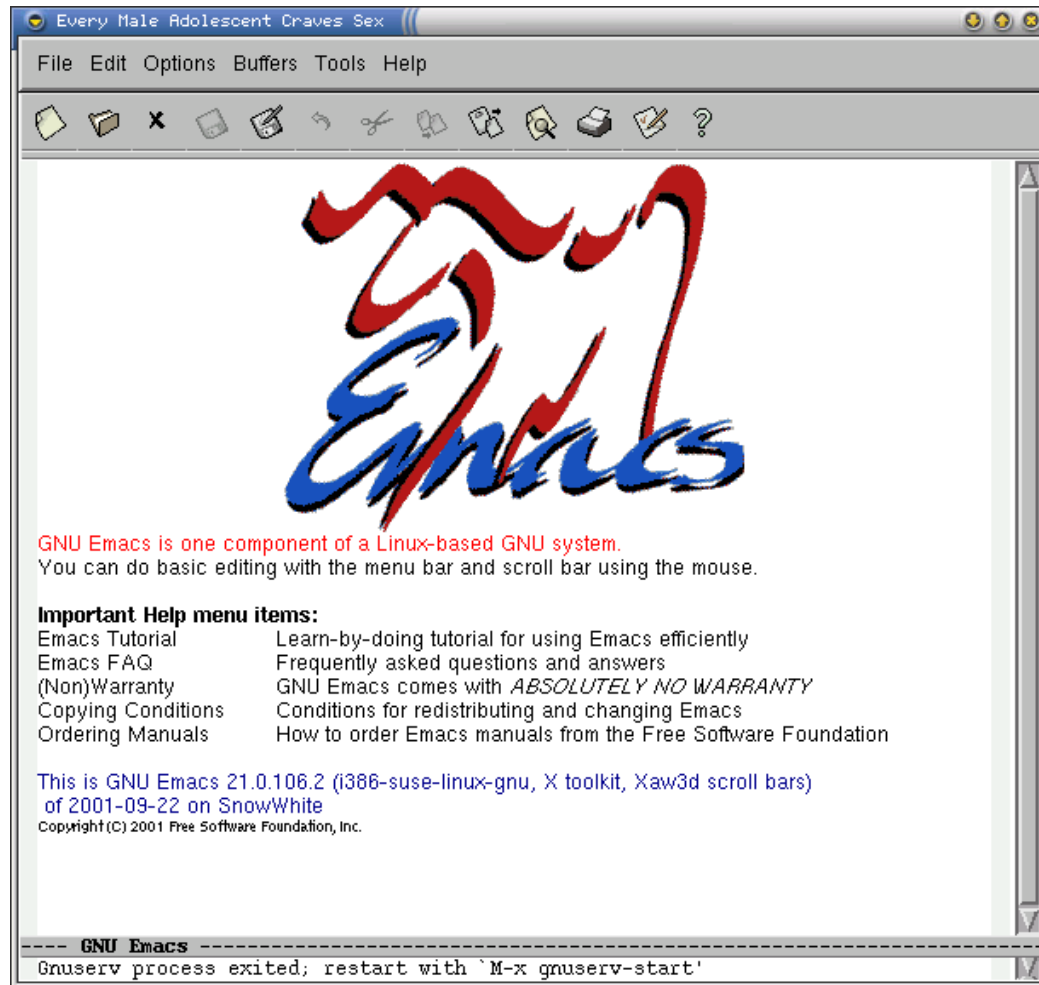 Every Male Adolescent Craves Sex
File Edit Options Buffers Tools Help
Emacs
GNU Emacs is one component of a Linux-based GNU system.
You can do basic editing with the menu bar and scroll bar using the mouse.
Important Help menu items:
Emacs Tutorial Learn-by-doing tutorial for using Emacs efficiently
Emacs FAQ Frequently asked questions and answers
(Non)Warranty GNU Emacs comes with ABSOLUTELY NO WARRANTY
Copying Conditions Conditions for redistributing and changing Emacs
Ordering Manuals How to order Emacs manuals from the Free Software Foundation
This is GNU Emacs 21.0.106.2 (i386-suse-linux-gnu, X toolkit, Xaw3d scroll bars)
of 2001-09-22 on SnowWhite
Copyright (C) 2001 Free Software Foundation, Inc.
---- GNU Emacs ----
Gnuserv process exited; restart with `M-x gnuserv-start'